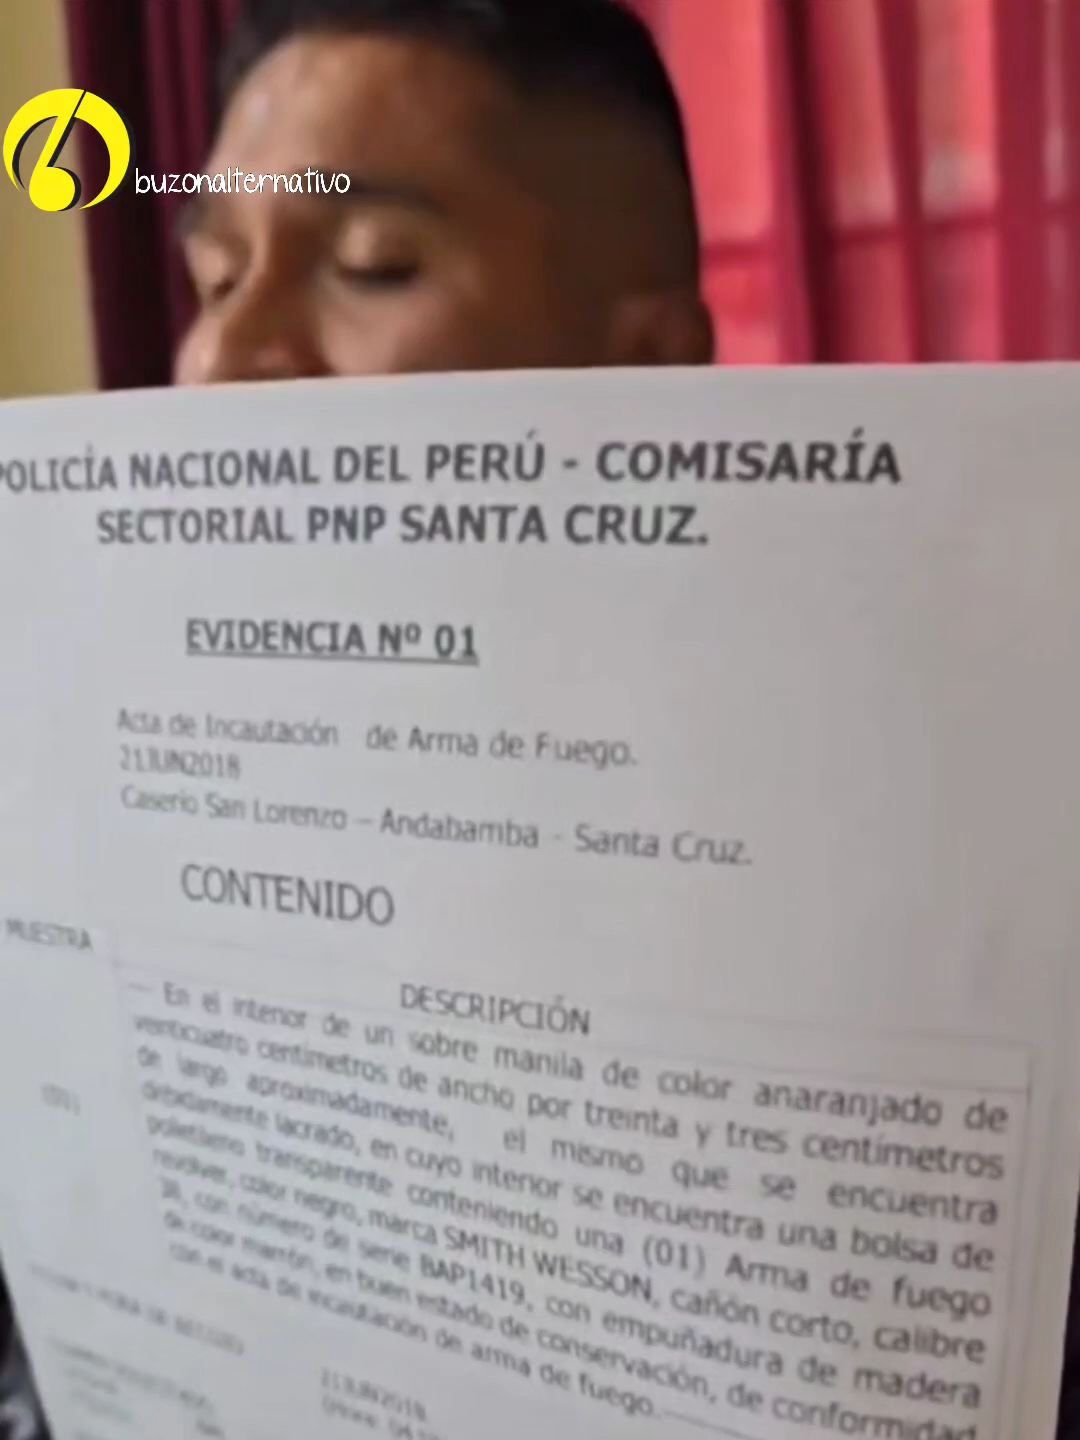 buzonalternativo
POLICÍA NACIONAL DEL PERÚ - COMISARÍA
SECTORIAL PNP SANTA CRUZ.
EVIDENCIA Nº 01
Acta de Incautación de Arma de Fuego.
21JUN2018
Caserio San Lorenzo – Andabamba - Santa Cruz.
CONTENIDO
MUESTRA
DESCRIPCIÓN
(01)
— En el interior de un sobre manila de color anaranjado de
veinticuatro centímetros de ancho por treinta y tres centímetros
de largo aproximadamente, el mismo que se encuentra
debidamente lacrado, en cuyo interior se encuentra una bolsa de
polietileno transparente conteniendo una (01) Arma de fuego
revolver, color negro, marca SMITH WESSON, cañón corto, calibre
38, con número de serie BAP1419, con empuñadura de madera
de color marrón, en buen estado de conservación, de conformidad
con el acta de incautación de arma de fuego.
21JUN2018